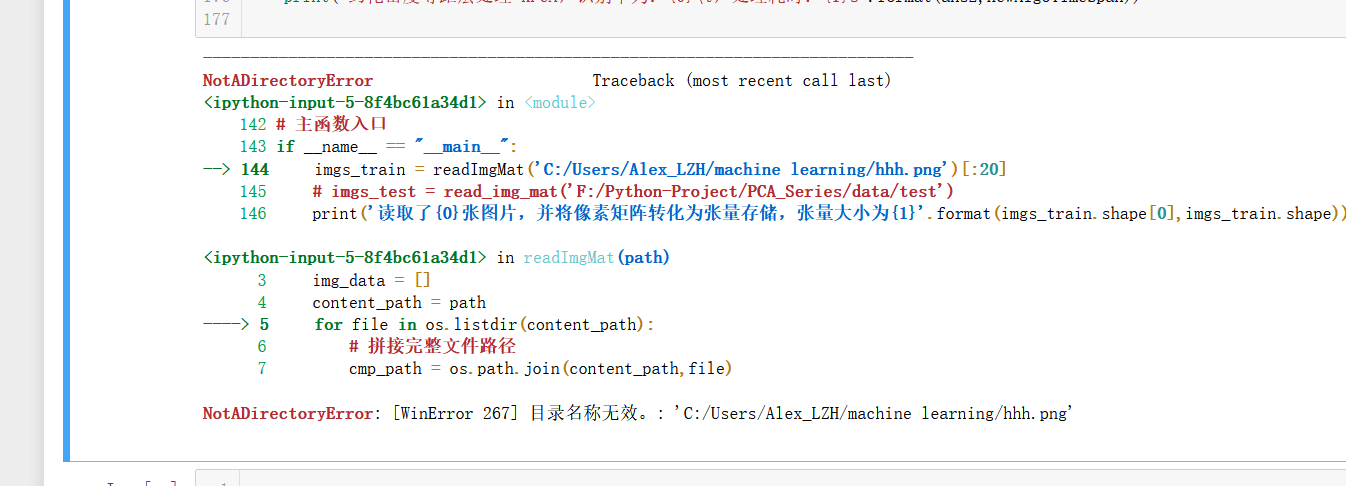 177
NotADirectoryError Traceback (most recent call last)
<ipython-input-5-8f4bc61a34d1> in <module>
142 # 主函数入口
143 if __name__ == "__main__":
--> 144 imgs_train = readImgMat('C:/Users/Alex_LZH/machine learning/hhh.png')[:20]
145 # imgs_test = read_img_mat('F:/Python-Project/PCA_Series/data/test')
146 print('读取了{0}张图片，并将像素矩阵转化为张量存储，张量大小为{1}'.format(imgs_train.shape[0],imgs_train.shape))
<ipython-input-5-8f4bc61a34d1> in readImgMat(path)
3 img_data = []
4 content_path = path
----> 5 for file in os.listdir(content_path):
6 # 拼接完整文件路径
7 cmp_path = os.path.join(content_path,file)
NotADirectoryError: [WinError 267] 目录名称无效。: 'C:/Users/Alex_LZH/machine learning/hhh.png'